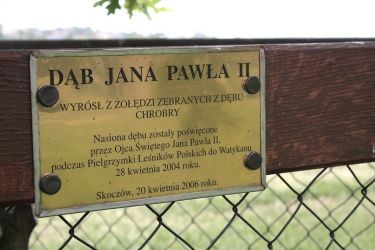 DĄB JANA PAWŁA II
WYRÓSŁ Z ŻOŁĘDZI ZEBRANYCH Z DĘBU
CHROBRY
Nasiona dębu zostały poświęcone
przez Ojca Świętego Jana Pawła II,
podczas Pielgrzymki Leśników Polskich do Watykanu
28 kwietnia 2004 roku.
Skoczów, 20 kwietnia 2006 roku.